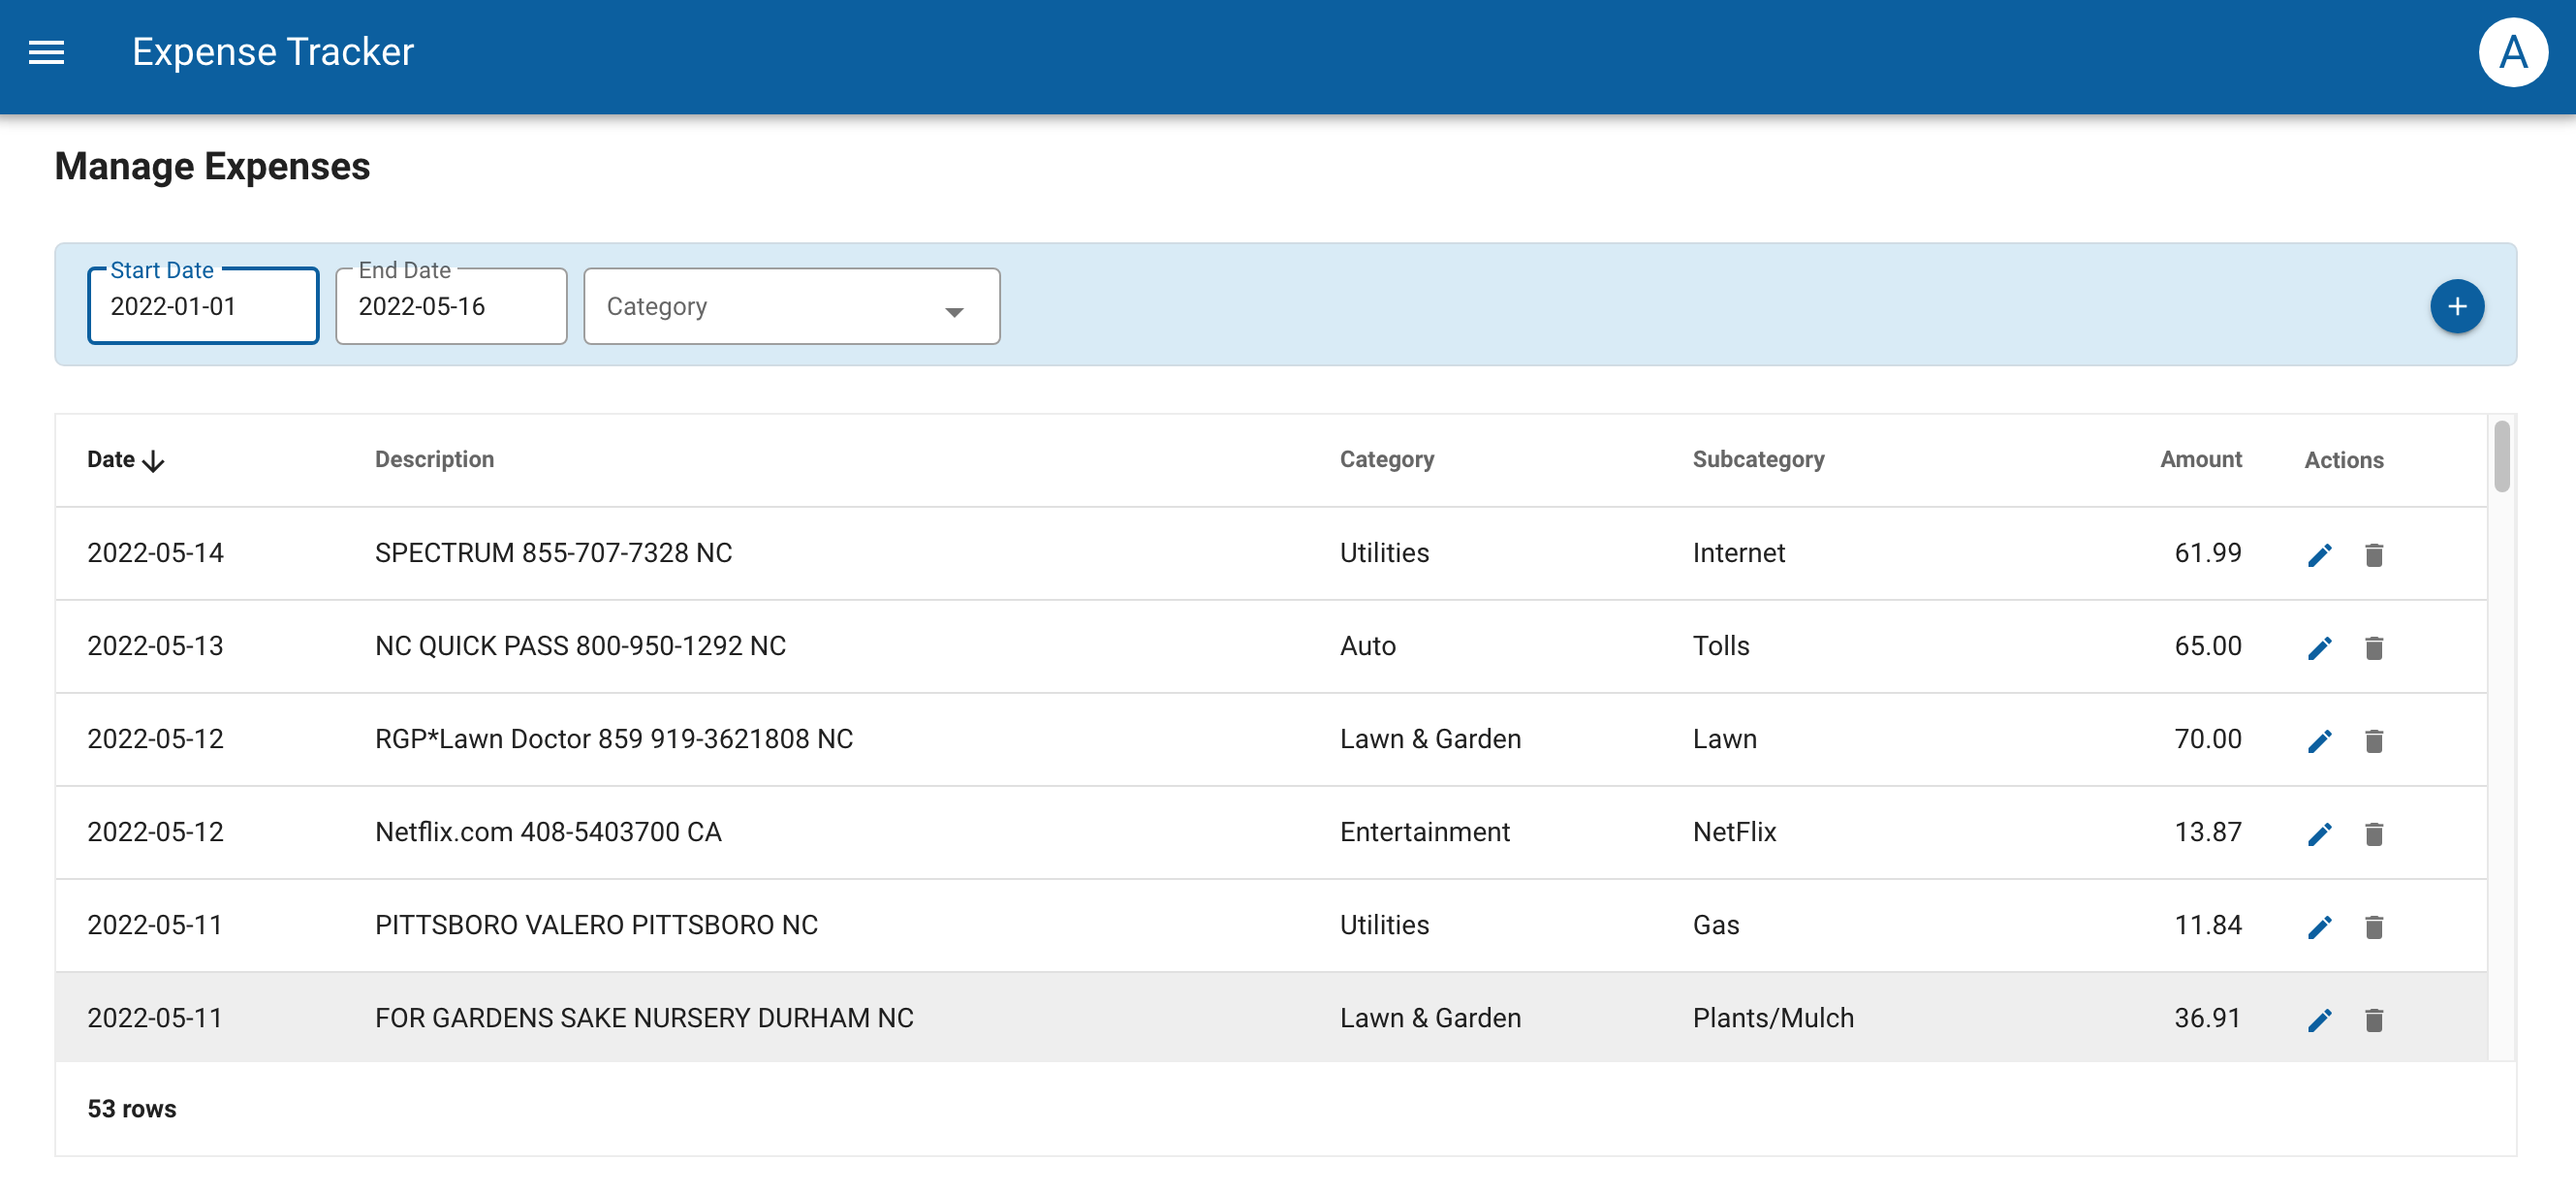 Expense Tracker
A
Manage Expenses
Start Date End Date
2022-01-01 2022-05-16 Category
Date Description Category Subcategory Amount Actions
2022-05-14 SPECTRUM 855-707-7328 NC Utilities Internet 61.99
2022-05-13 NC QUICK PASS 800-950-1292 NC Auto Tolls 65.00
2022-05-12 RGP*Lawn Doctor 859 919-3621808 NC Lawn & Garden Lawn 70.00
2022-05-12 Netflix.com 408-5403700 CA Entertainment NetFlix 13.87
2022-05-11 PITTSBORO VALERO PITTSBORO NC Utilities Gas 11.84
2022-05-11 FOR GARDENS SAKE NURSERY DURHAM NC Lawn & Garden Plants/Mulch 36.91
53 rows